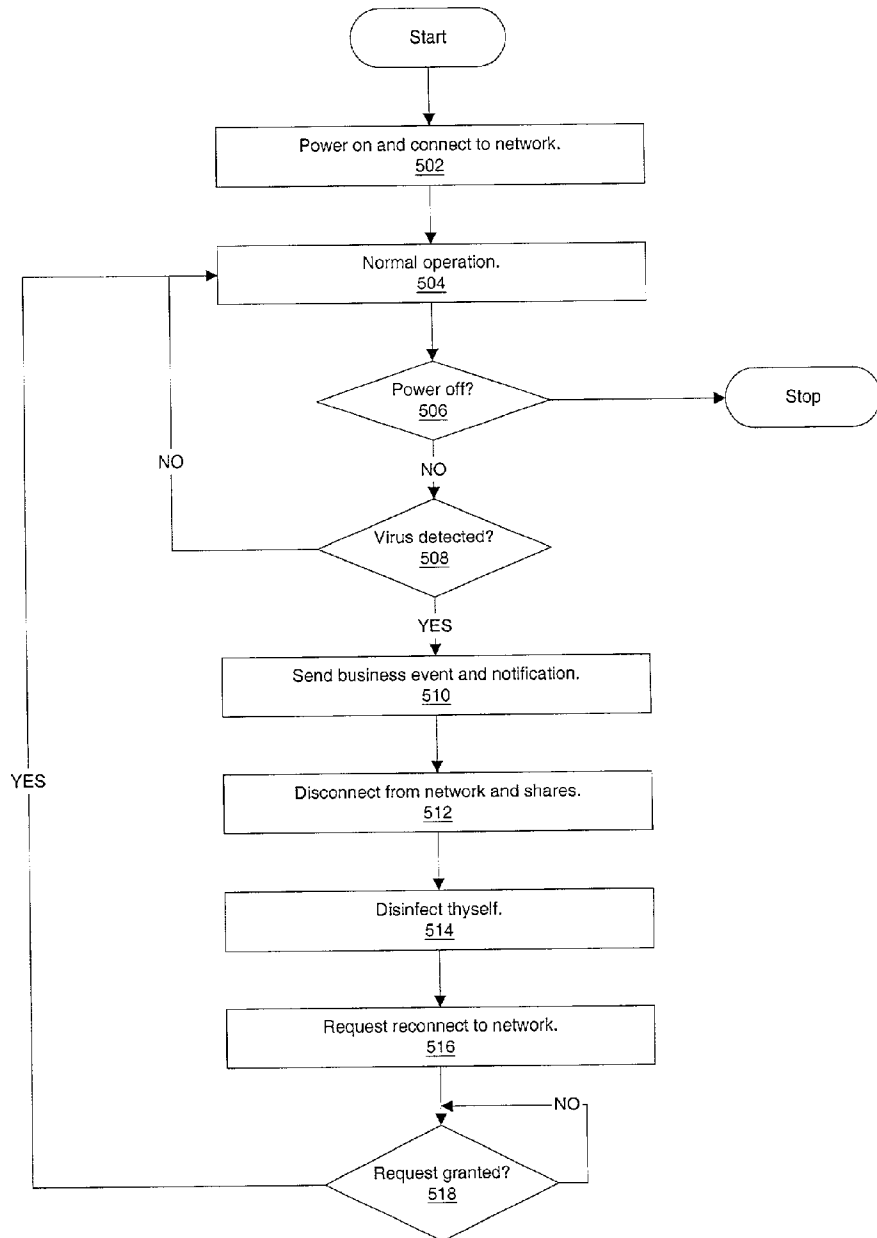 Start
Power on and connect to network.
502
Normal operation.
504
Power off?
506
Stop
NO
NO
Virus detected?
508
YES
Send business event and notification.
510
Disconnect from network and shares.
512
YES
Disinfect thyself.
514
Request reconnect to network.
516
NO
Request granted?
518